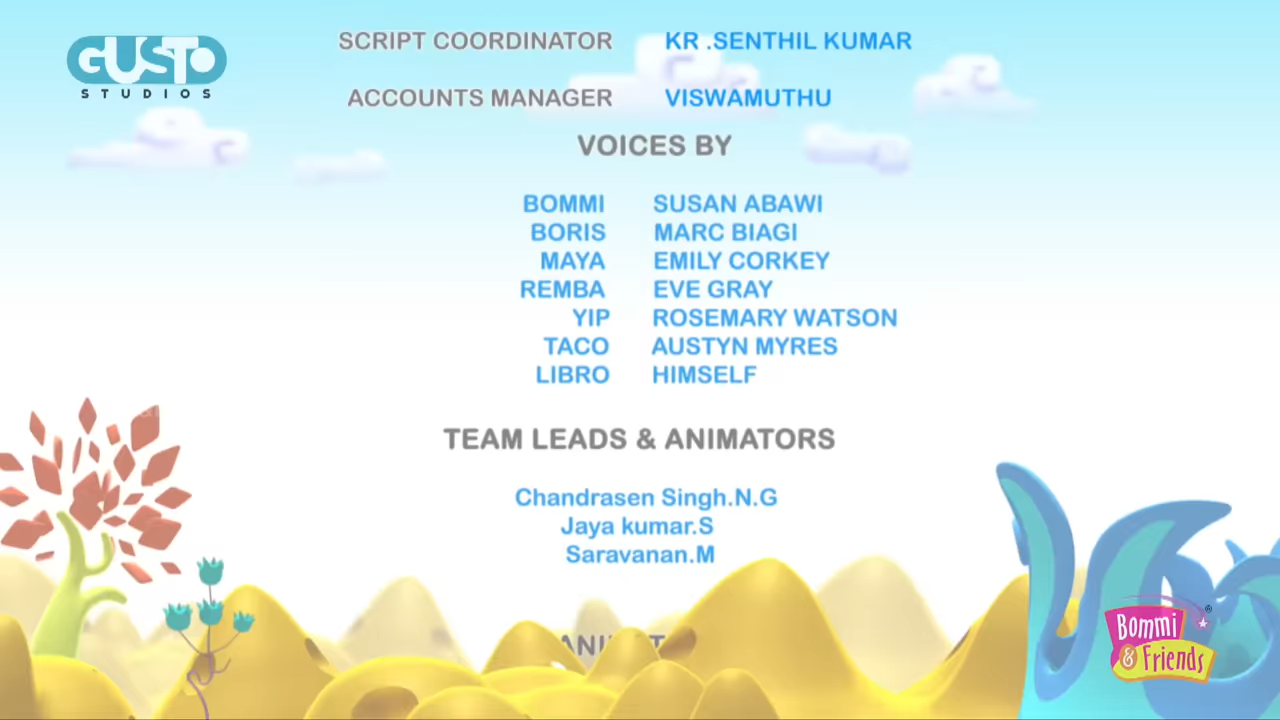 GUSTO
STUDIOS
SCRIPT COORDINATOR KR .SENTHIL KUMAR
ACCOUNTS MANAGER VISWAMUTHU
VOICES BY
BOMMI SUSAN ABAWI
BORIS MARC BIAGI
MAYA EMILY CORKEY
REMBA EVE GRAY
YIP ROSEMARY WATSON
TACO AUSTYN MYRES
LIBRO HIMSELF
TEAM LEADS & ANIMATORS
Chandrasen Singh.N.G
Jaya kumar.S
Saravanan.M
Bommi
& Friends
®